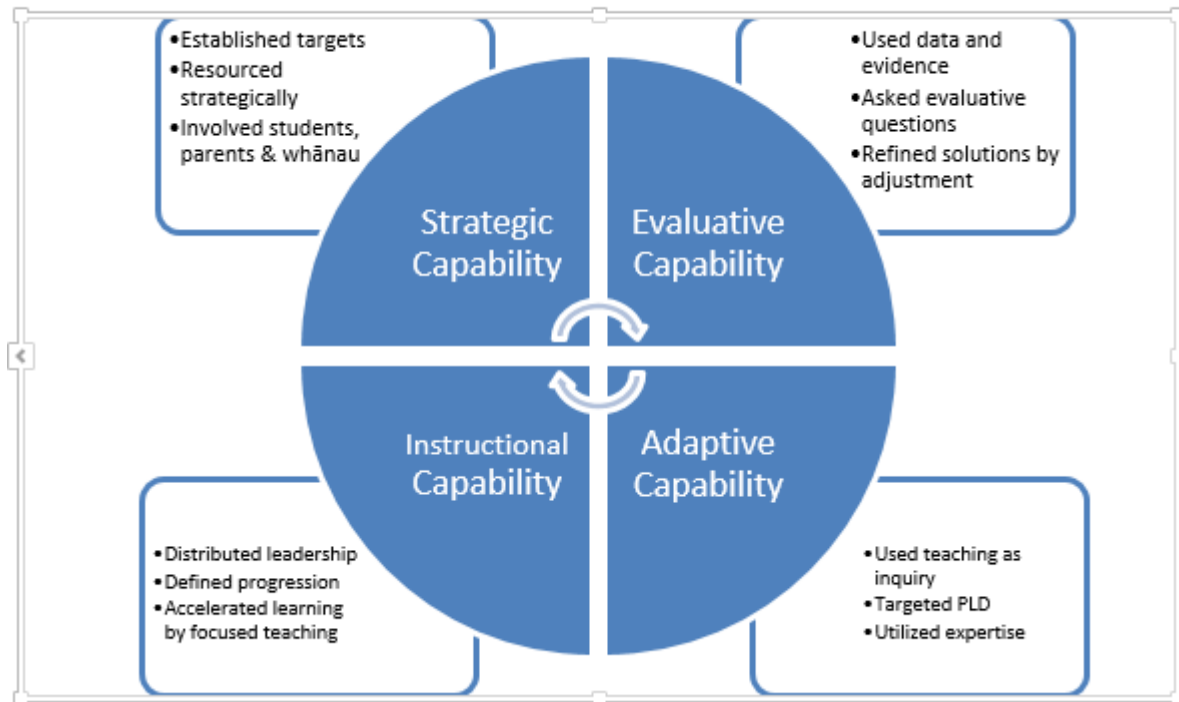 •Established targets
•Resourced
strategically
•Involved students,
parents & whānau
•Used data and
evidence
•Asked evaluative
questions
•Refined solutions by
adjustment
Strategic
Capability
Evaluative
Capability
Instructional
Capability
Adaptive
Capability
•Distributed leadership
•Defined progression
•Accelerated learning
by focused teaching
•Used teaching as
inquiry
•Targeted PLD
•Utilized expertise